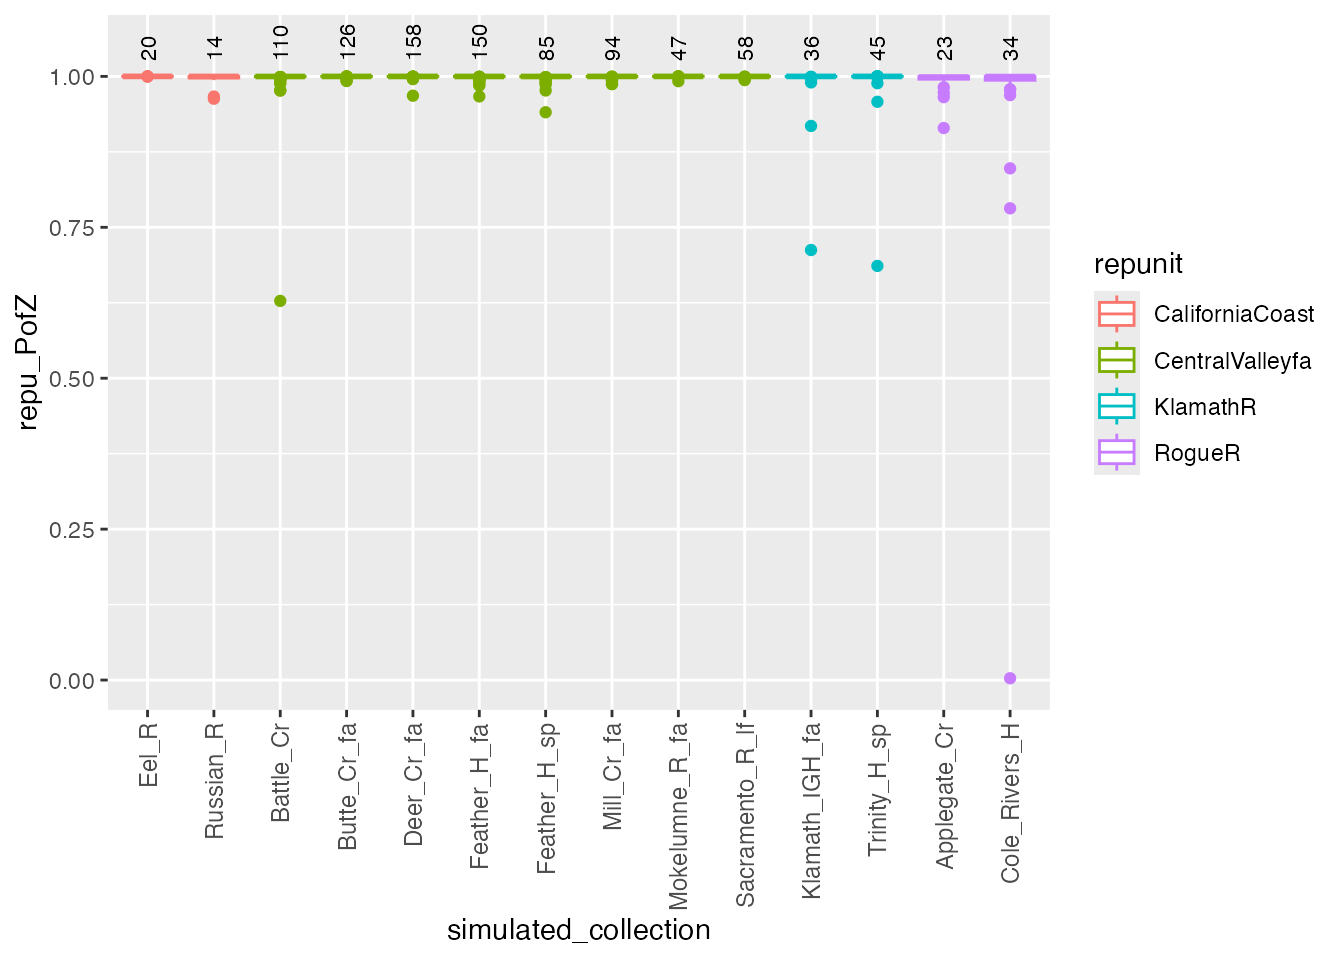 20 14 110 126 158 150 85 94 47 58 36 45 23 34
1.00
0.75
0.50
0.25
0.00
repu_PofZ
Eel_R
Russian_R
Battle_Cr
Butte_Cr_fa
Deer_Cr_fa
Feather_H_fa
Feather_H_sp
Mill_Cr_fa
Mokelumne_R_fa
Sacramento_R_lf
Klamath_IGH_fa
Trinity_H_sp
Applegate_Cr
Cole_Rivers_H
simulated_collection
repunit
CaliforniaCoast
CentralValleyfa
KlamathR
RogueR